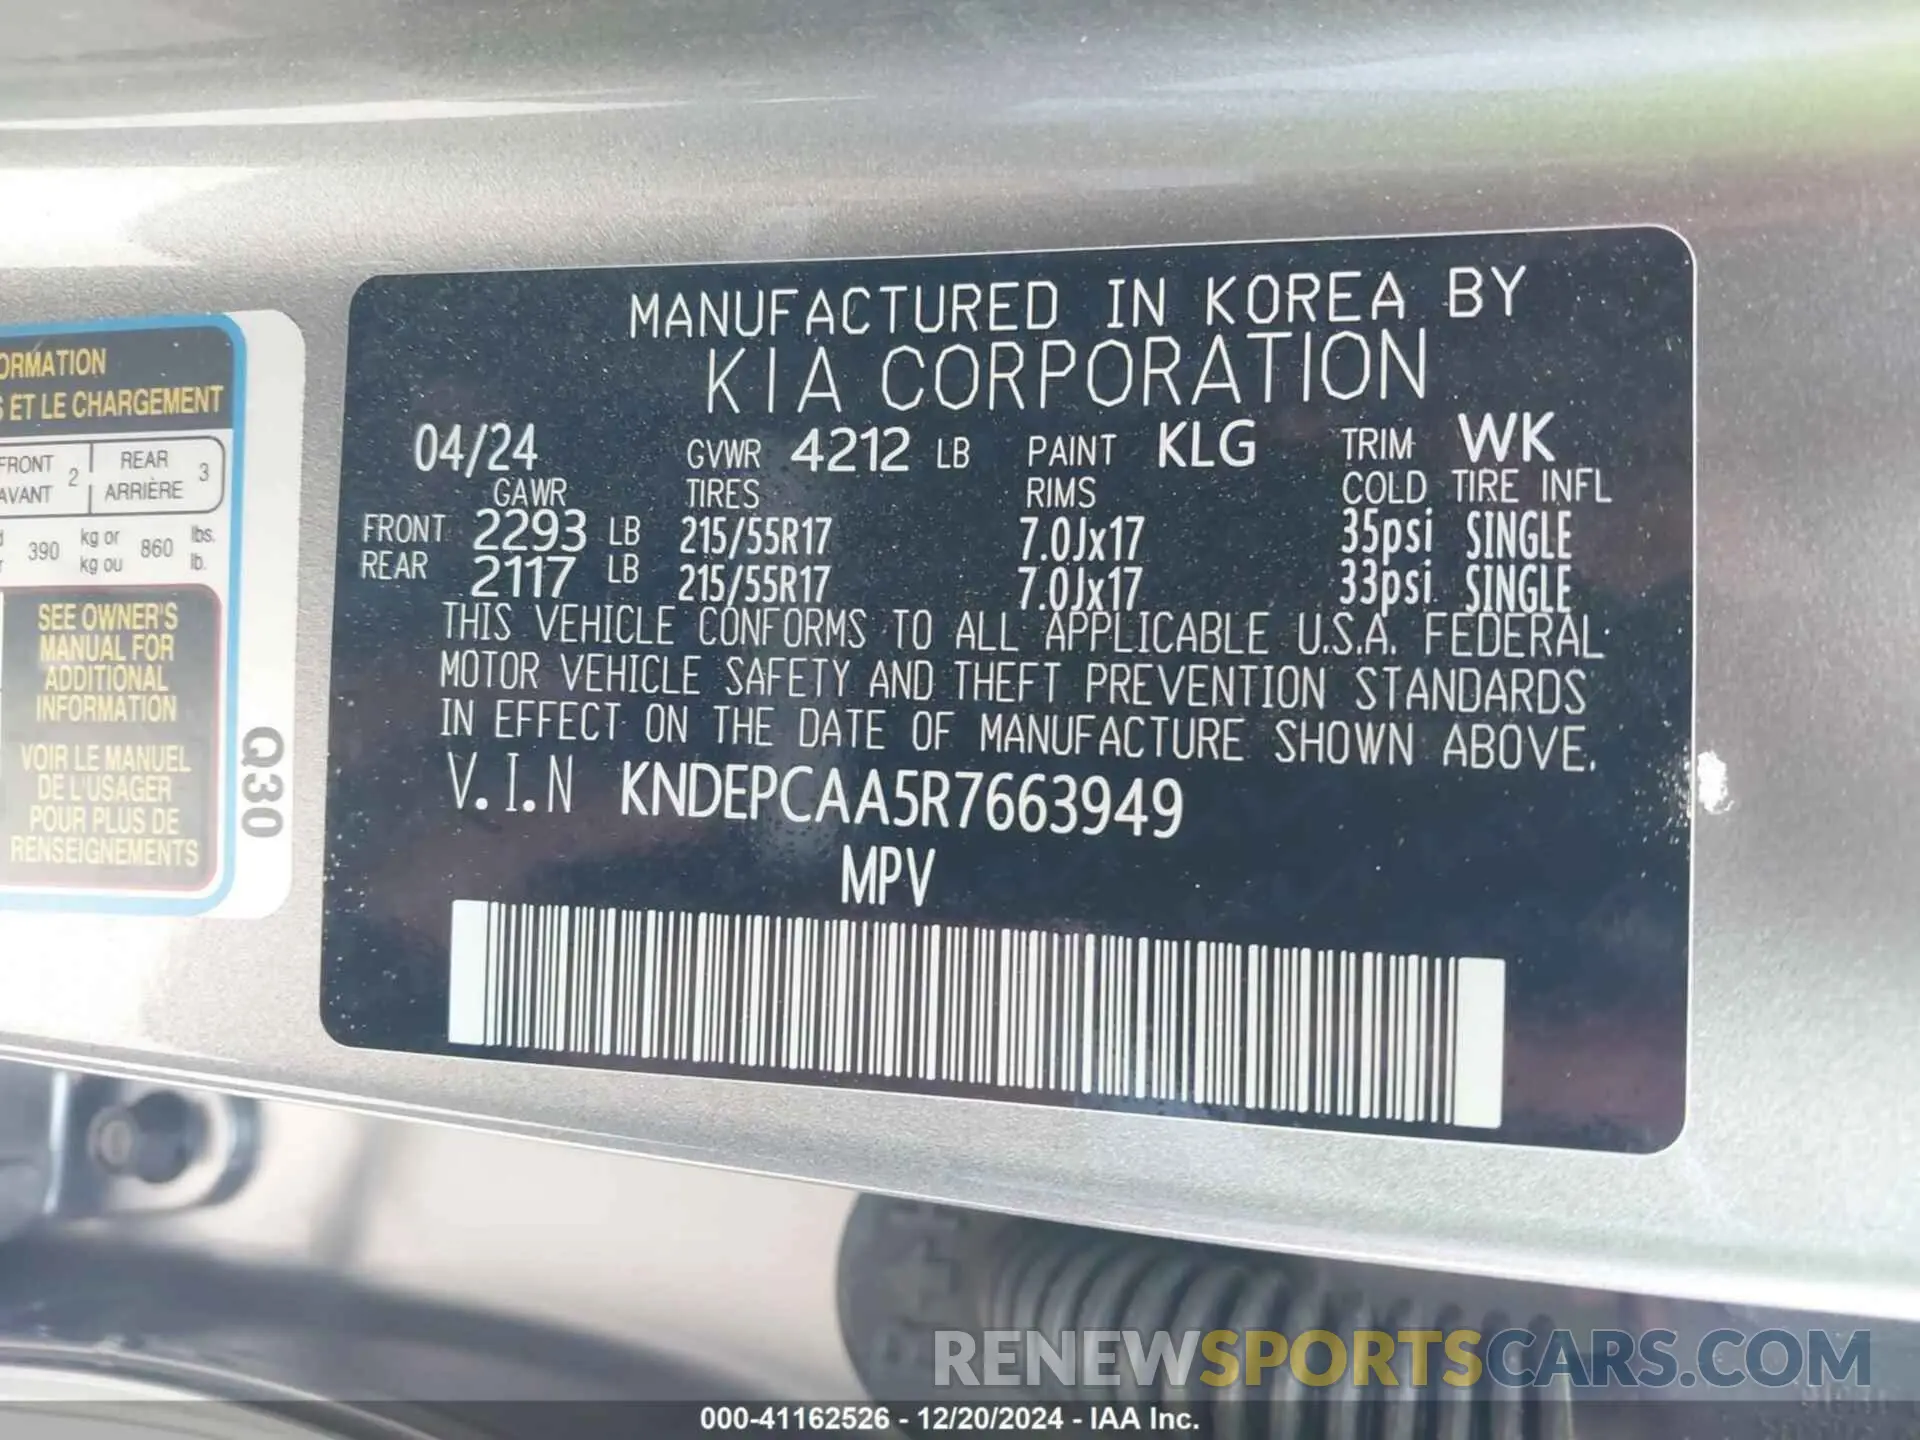 MANUFACTURED IN KOREA BY
KIA CORPORATION
04/24 GVWR 4212 LB PAINT KLG TRIM WK
GAWR TIRES RIMS COLD TIRE INFL
FRONT 2293 LB 215/55R17 7.0Jx17 35psi SINGLE
REAR 2117 LB 215/55R17 7.0Jx17 33psi SINGLE
THIS VEHICLE CONFORMS TO ALL APPLICABLE U.S.A. FEDERAL
MOTOR VEHICLE SAFETY AND THEFT PREVENTION STANDARDS
IN EFFECT ON THE DATE OF MANUFACTURE SHOWN ABOVE.
V.I.N KNDEPCAA5R7663949
MPV
ORMATION
S ET LE CHARGEMENT
FRONT 2 REAR 3
AVANT ARRIÈRE
390 kg or 860 lbs.
kg ou lb.
SEE OWNER'S
MANUAL FOR
ADDITIONAL
INFORMATION
VOIR LE MANUEL
DE L'USAGER
POUR PLUS DE
RENSEIGNEMENTS
Q30
RENEWSPORTSCARS.COM
000-41162526 - 12/20/2024 - IAA Inc.